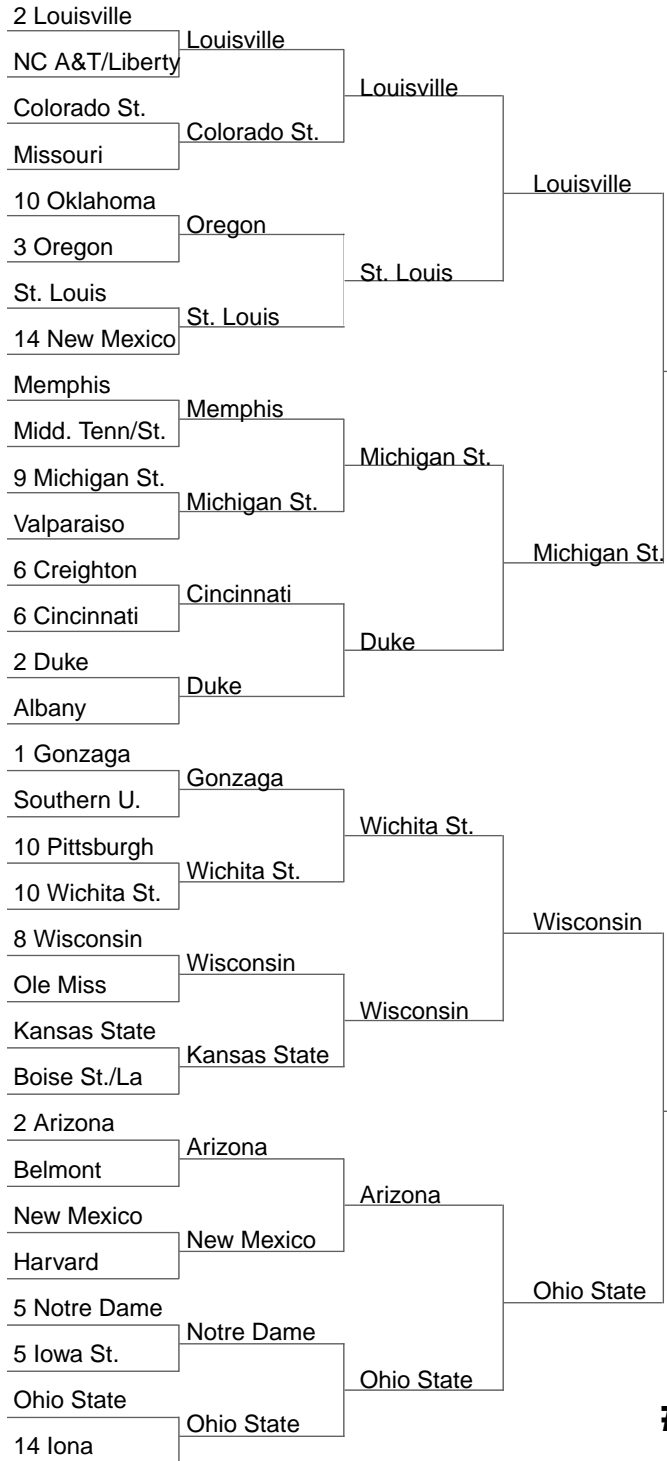 2 Louisville
NC A&T/Liberty
Colorado St.
Missouri
10 Oklahoma
3 Oregon
St. Louis
14 New Mexico
Memphis
Midd. Tenn/St.
9 Michigan St.
Valparaiso
6 Creighton
6 Cincinnati
2 Duke
Albany
1 Gonzaga
Southern U.
10 Pittsburgh
10 Wichita St.
8 Wisconsin
Ole Miss
Kansas State
Boise St./La
2 Arizona
Belmont
New Mexico
Harvard
5 Notre Dame
5 Iowa St.
Ohio State
14 Iona
Louisville
Colorado St.
Oregon
St. Louis
Memphis
Michigan St.
Cincinnati
Duke
Gonzaga
Wichita St.
Wisconsin
Kansas State
Arizona
New Mexico
Notre Dame
Ohio State
Louisville
St. Louis
Michigan St.
Duke
Wichita St.
Wisconsin
Arizona
Ohio State
Louisville
Michigan St.
Wisconsin
Ohio State